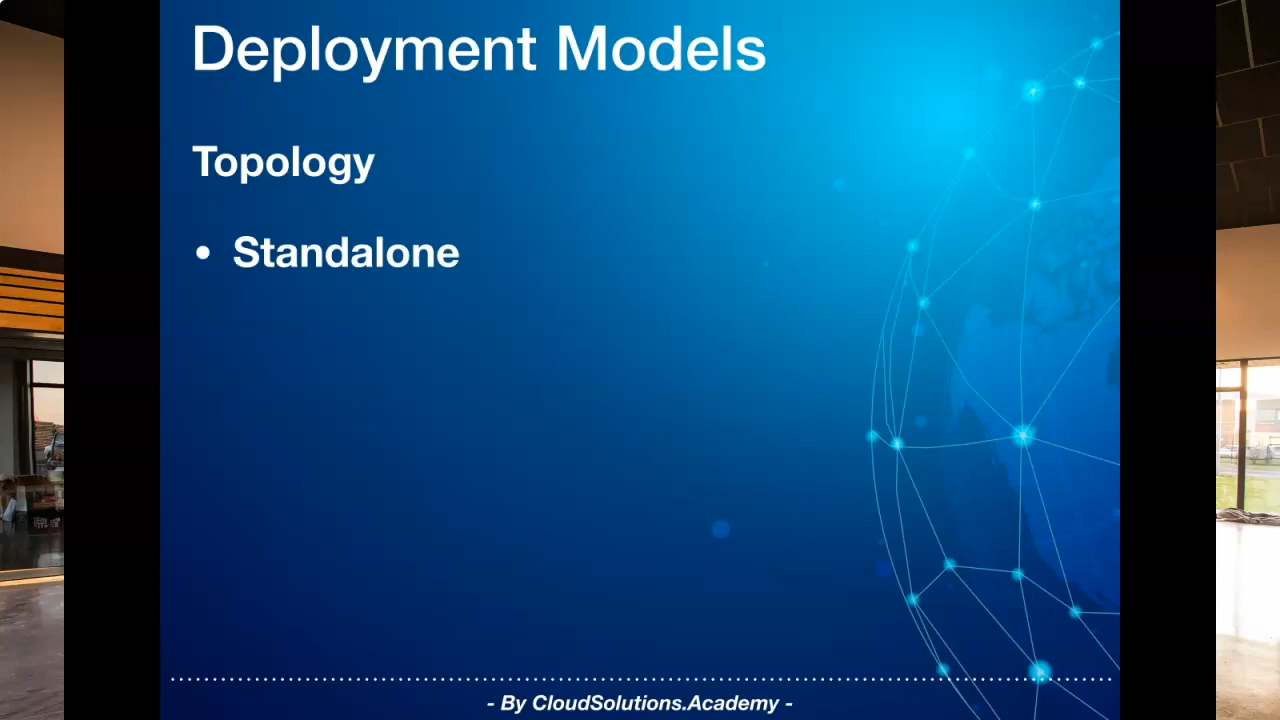 Deployment Models
Topology
• Standalone
- By CloudSolutions.Academy -